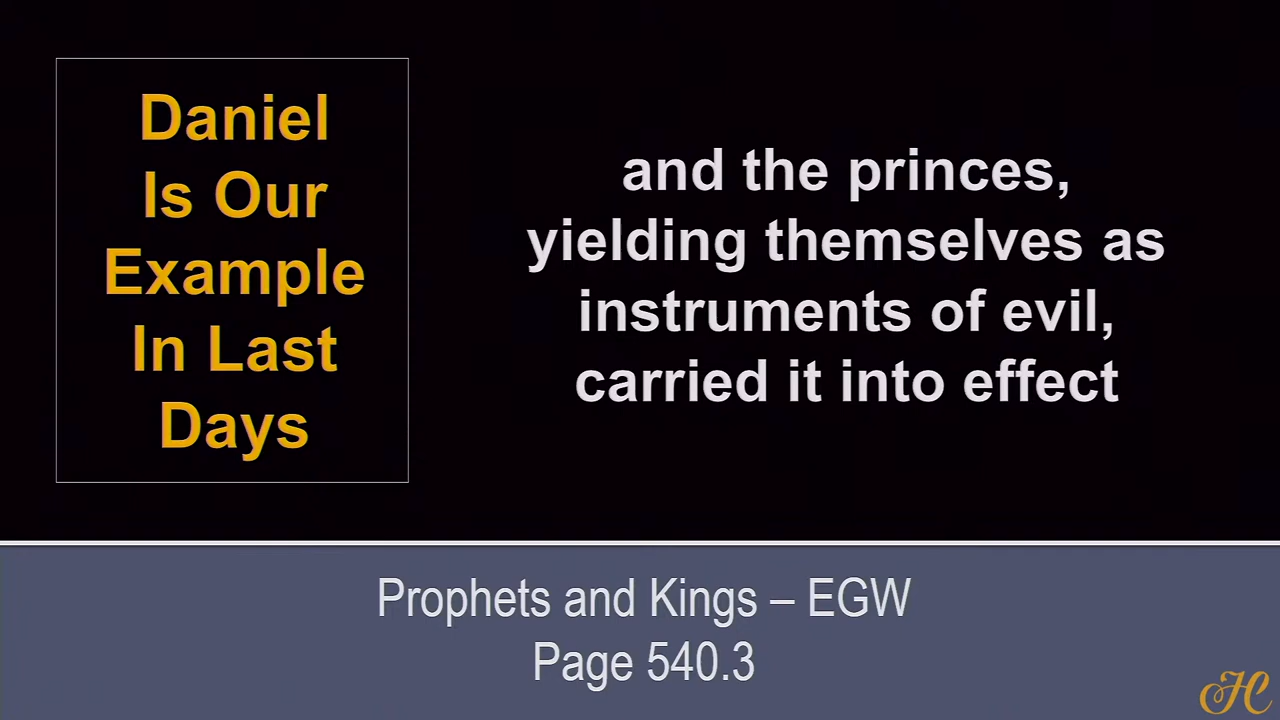 Daniel
Is Our
Example
In Last
Days
and the princes,
yielding themselves as
instruments of evil,
carried it into effect
Prophets and Kings – EGW
Page 540.3
HC